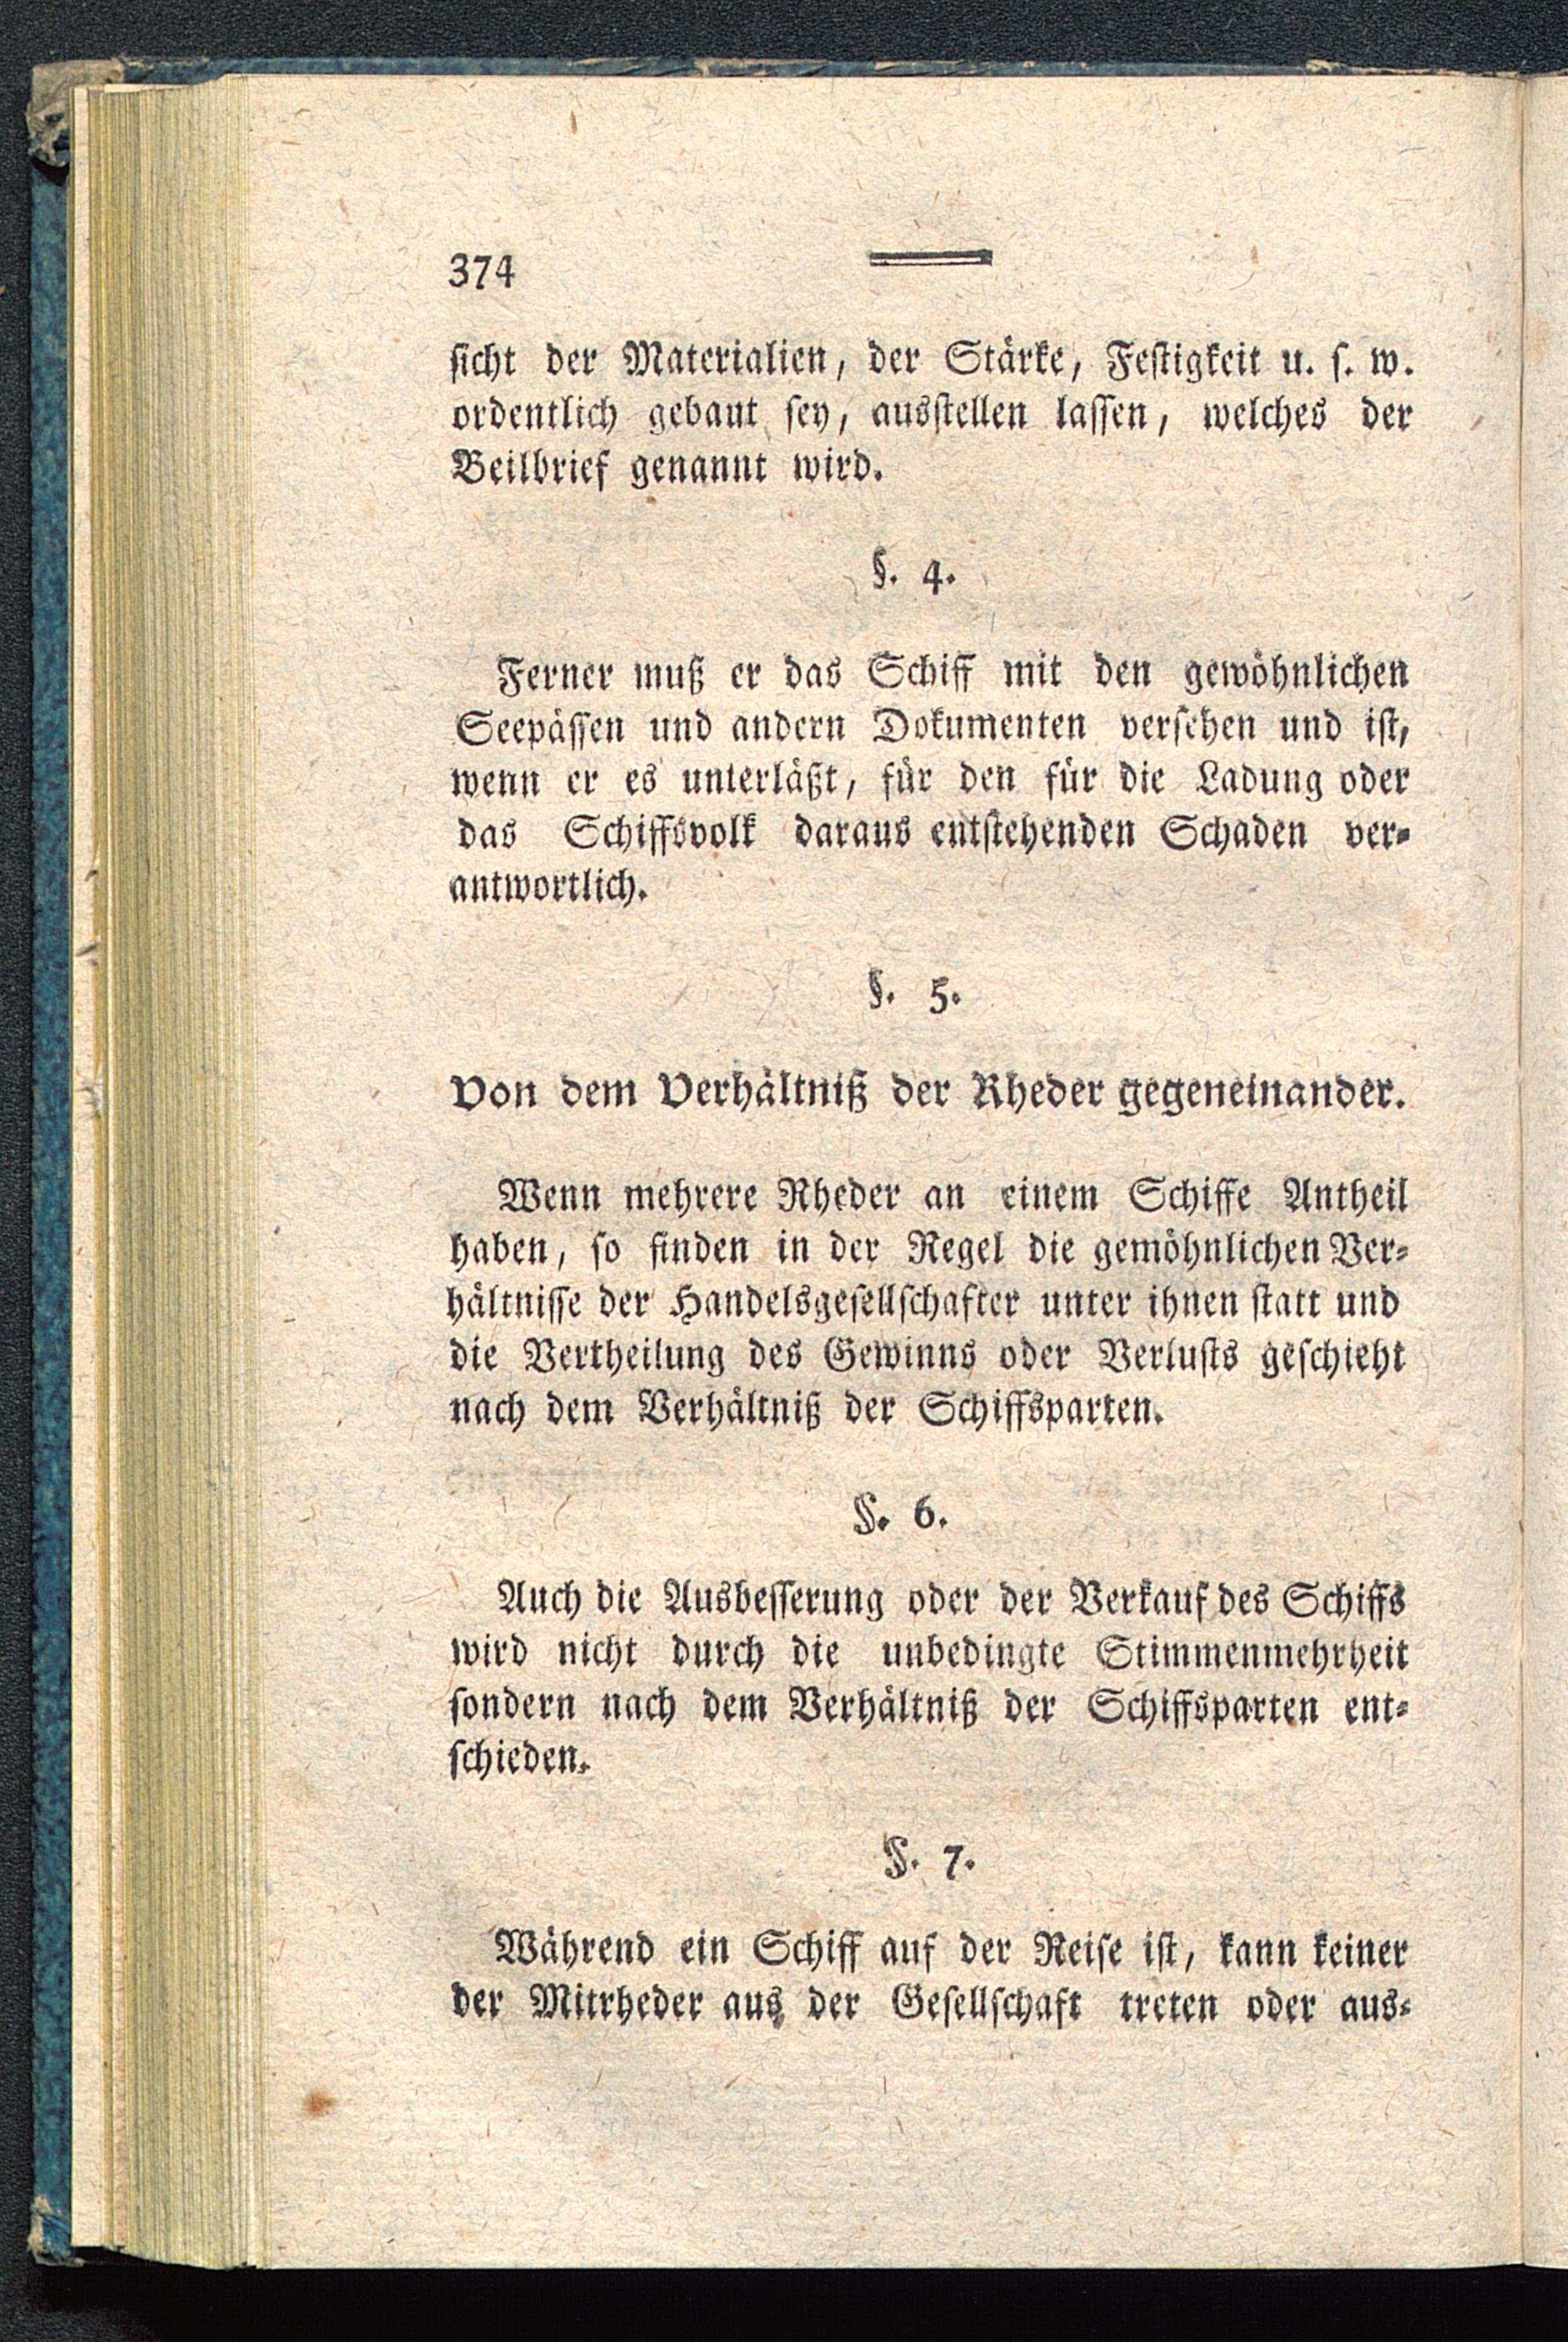 374
sicht der Materialien, der Stärke, Festigkeit u. s. w.
ordentlich gebaut sey, ausstellen lassen, welches der
Beilbrief genannt wird.
§. 4.
Ferner muß er das Schiff mit den gewöhnlichen
Seepässen und andern Dokumenten versehen und ist,
wenn er es unterläßt, für den für die Ladung oder
das Schiffsvolk daraus entstehenden Schaden ver-
antwortlich.
§. 5.
Von dem Verhältniß der Rheder gegeneinander.
Wenn mehrere Rheder an einem Schiffe Antheil
haben, so finden in der Regel die gemöhnlichen Ver-
hältnisse der Handelsgesellschafter unter ihnen statt und
die Vertheilung des Gewinns oder Verlusts geschieht
nach dem Verhältniß der Schiffsparten.
§. 6.
Auch die Ausbesserung oder der Verkauf des Schiffs
wird nicht durch die unbedingte Stimmenmehrheit
sondern nach dem Verhältniß der Schiffsparten ent-
schieden.
§. 7.
Während ein Schiff auf der Reise ist, kann keiner
der Mitrheder aus der Gesellschaft treten oder aus-